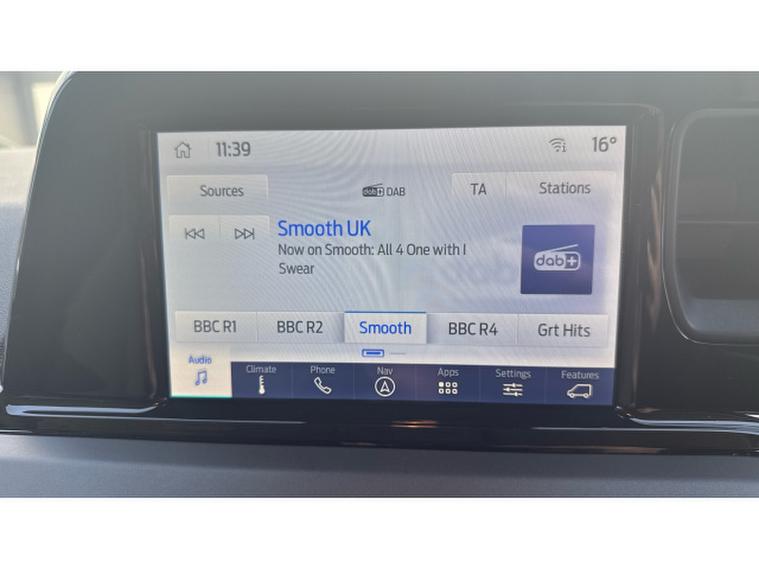 11:39 16°
Sources dab+ DAB TA Stations
Smooth UK
Now on Smooth: All 4 One with I
Swear
dab+
BBC R1 BBC R2 Smooth BBC R4 Grt Hits
Audio Climate Phone Nav Apps Settings Features